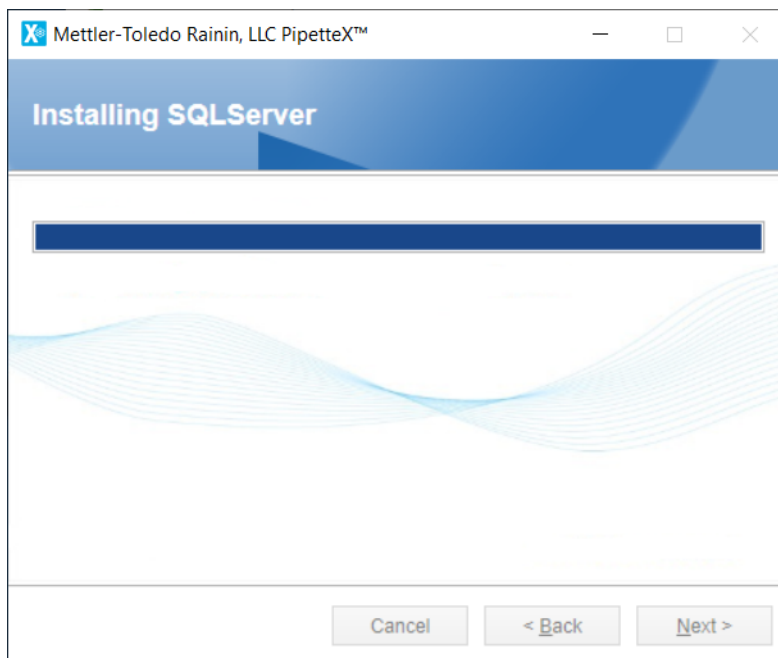 X® Mettler-Toledo Rainin, LLC PipetteX™
Installing SQLServer
Cancel
< Back
Next >